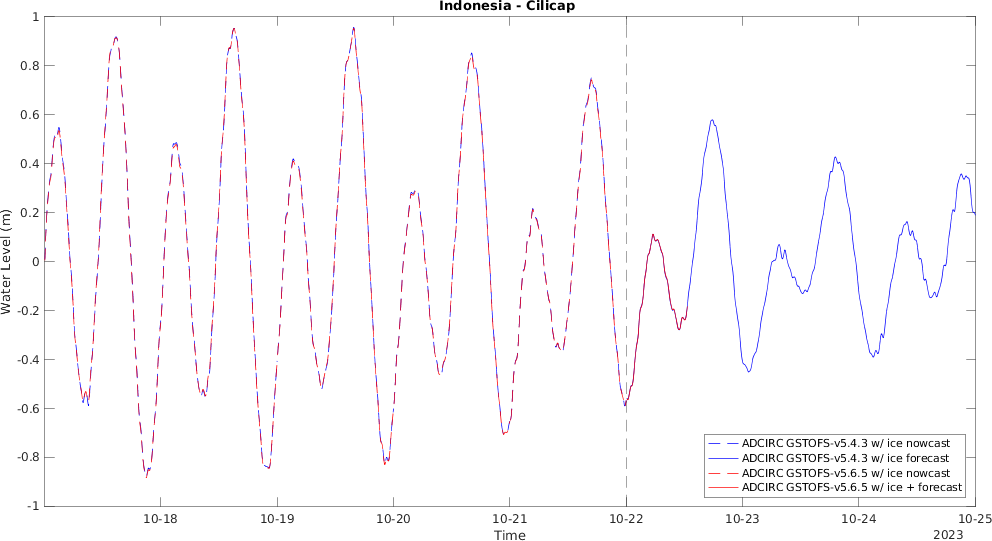 Indonesia - Cilicap
1
0.8
0.6
0.4
0.2
0
-0.2
-0.4
-0.6
-0.8
-1
Water Level (m)
10-18
10-19
10-20
10-21
10-22
10-23
10-24
10-25
Time
2023
ADCIRC GSTOFS-v5.4.3 w/ ice nowcast
ADCIRC GSTOFS-v5.4.3 w/ ice forecast
ADCIRC GSTOFS-v5.6.5 w/ ice nowcast
ADCIRC GSTOFS-v5.6.5 w/ ice + forecast